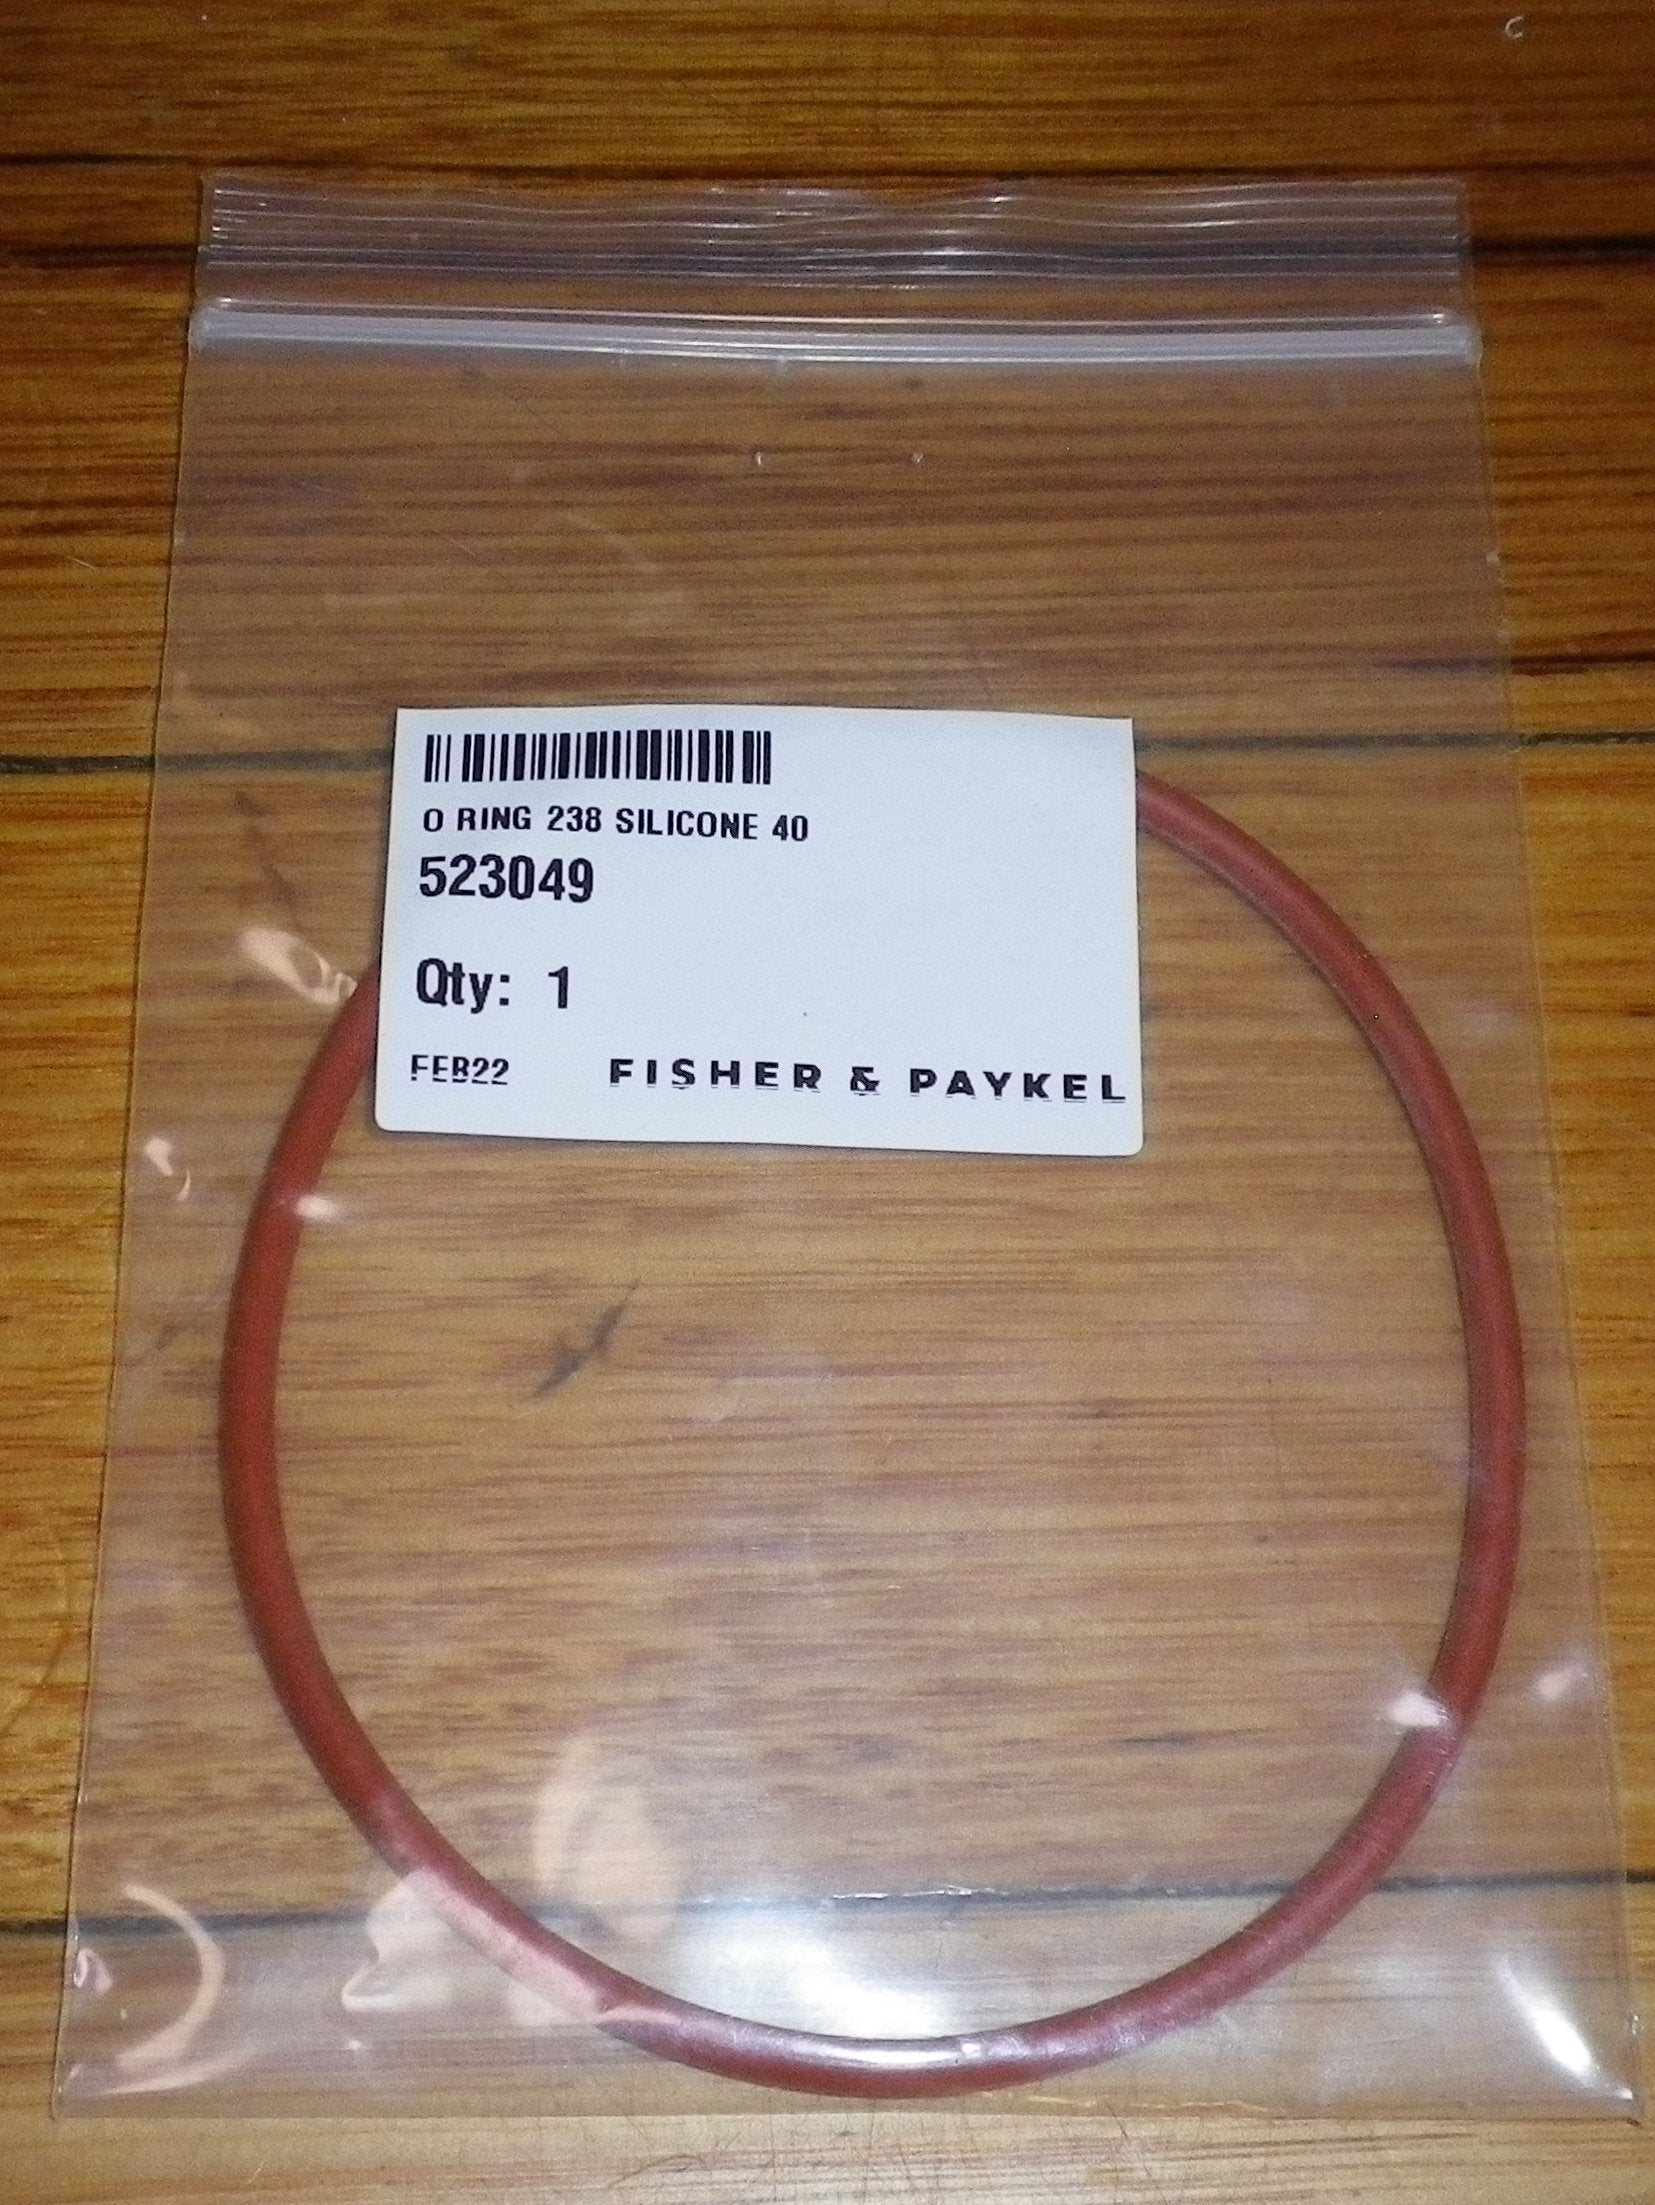 O RING 238 SILICONE 40
523049
Qty: 1
FEB22 FISHER & PAYKEL